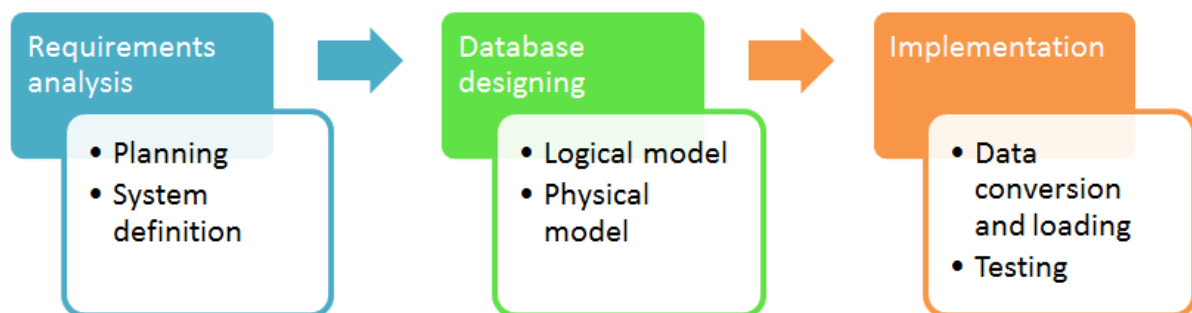 Requirements
analysis
• Planning
• System
definition
Database
designing
• Logical model
• Physical
model
Implementation
• Data
conversion
and loading
• Testing